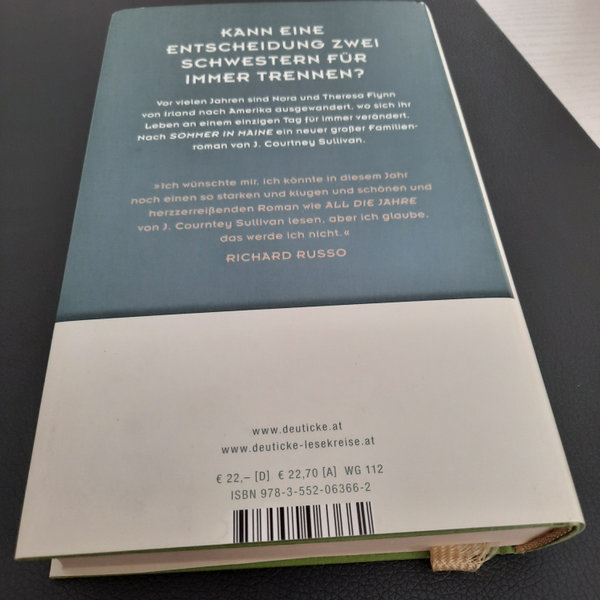 KANN EINE
ENTSCHEIDUNG ZWEI
SCHWESTERN FÜR
IMMER TRENNEN?
Vor vielen Jahren sind Nora und Theresa Flynn
von Irland nach Amerika ausgewandert, wo sich ihr
Leben an einem einzigen Tag für immer verändert.
Nach SOMMER IN MAINE ein neuer großer Familien-
roman von J. Courtney Sullivan.
»Ich wünschte mir, ich könnte in diesem Jahr
noch einen so starken und klugen und schönen und
herzzerreißenden Roman wie ALL DIE JAHRE
von J. Courntey Sullivan lesen, aber ich glaube,
das werde ich nicht.«
RICHARD RUSSO
www.deuticke.at
www.deuticke-lesekreise.at
€ 22,– [D] € 22,70 [A] WG 112
ISBN 978-3-552-06366-2